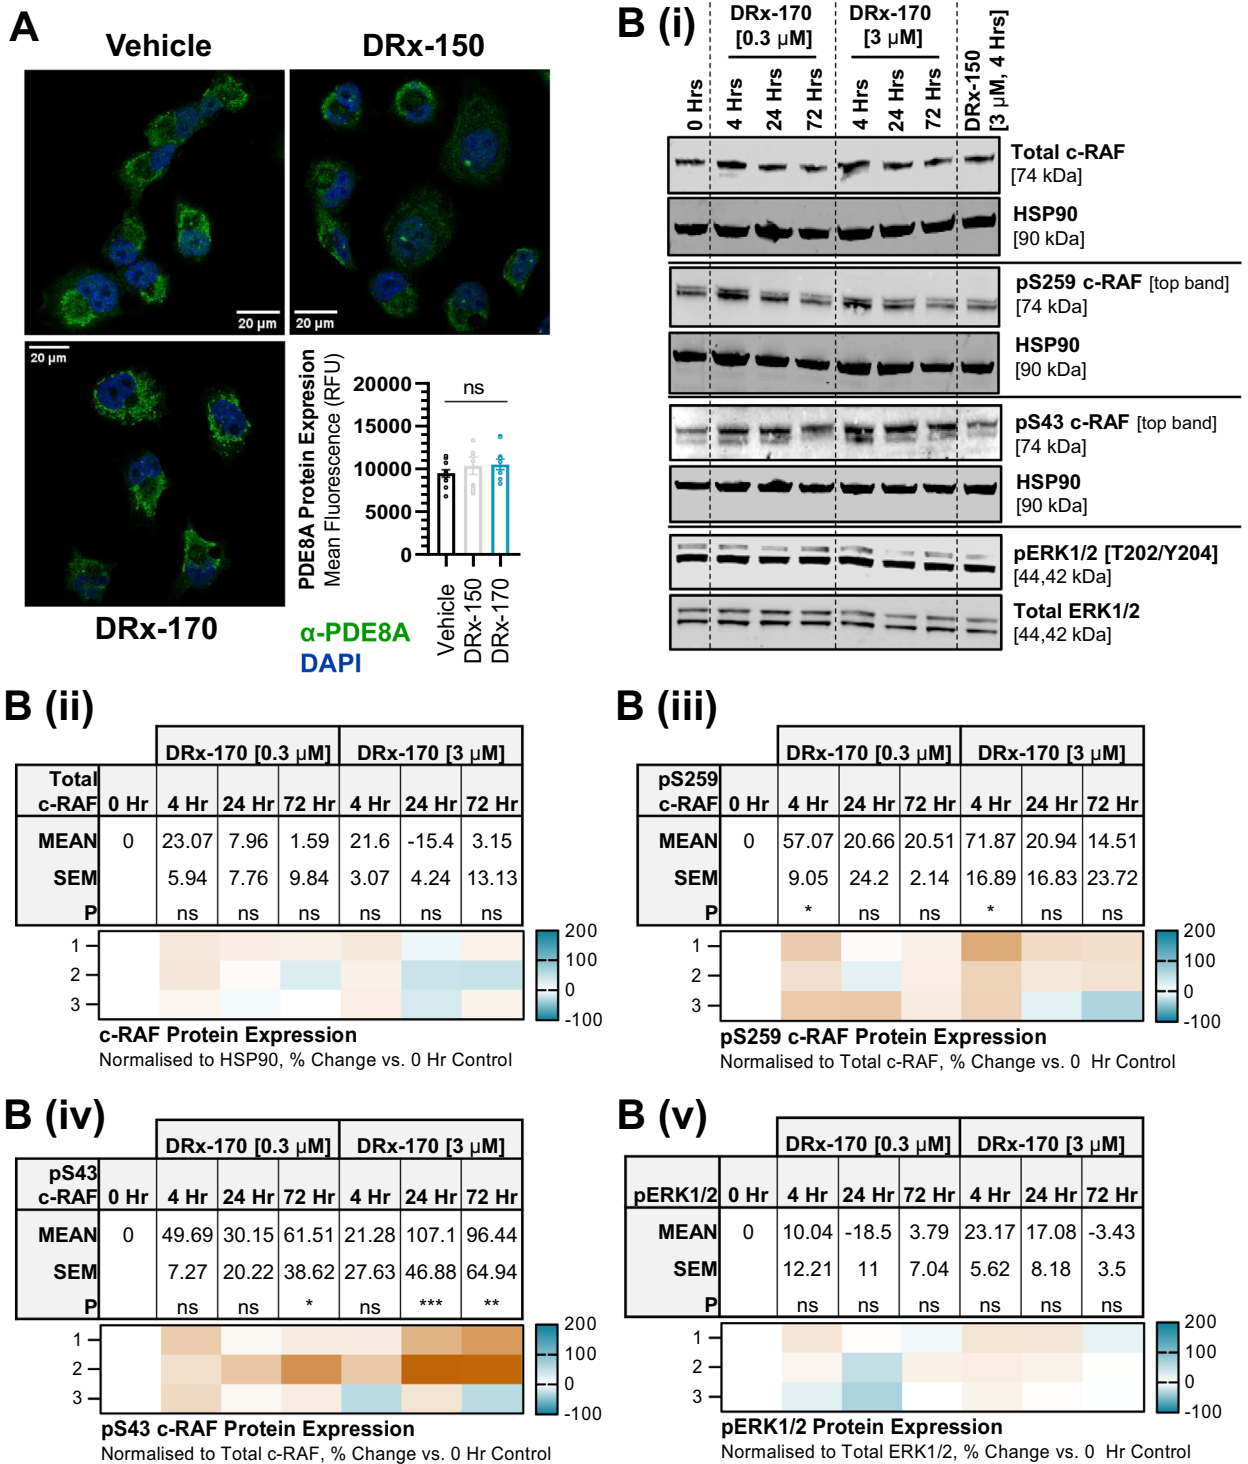 A
Vehicle
DRx-150
20 µm
20 µm
20 µm
DRx-170
PDE8A Protein Expresion
Mean Fluorescence (RFU)
20000
15000
10000
5000
0
ns
Vehicle
DRx-150
DRx-170
α-PDE8A
DAPI
B (i)
DRx-170
[0.3 µM]
DRx-170
[3 µM]
0 Hrs
4 Hrs
24 Hrs
72 Hrs
4 Hrs
24 Hrs
72 Hrs
DRx-150
[3 µM, 4 Hrs]
Total c-RAF
[74 kDa]
HSP90
[90 kDa]
pS259 c-RAF [top band]
[74 kDa]
HSP90
[90 kDa]
pS43 c-RAF [top band]
[74 kDa]
HSP90
[90 kDa]
pERK1/2 [T202/Y204]
[44,42 kDa]
Total ERK1/2
[44,42 kDa]
B (ii)
DRx-170 [0.3 µM] DRx-170 [3 µM]
Total
c-RAF 0 Hr 4 Hr 24 Hr 72 Hr 4 Hr 24 Hr 72 Hr
MEAN 0 23.07 7.96 1.59 21.6 -15.4 3.15
SEM 5.94 7.76 9.84 3.07 4.24 13.13
P ns ns ns ns ns ns
1
2
3
200
100
0
-100
c-RAF Protein Expression
Normalised to HSP90, % Change vs. 0 Hr Control
B (iii)
DRx-170 [0.3 µM] DRx-170 [3 µM]
pS259
c-RAF 0 Hr 4 Hr 24 Hr 72 Hr 4 Hr 24 Hr 72 Hr
MEAN 0 57.07 20.66 20.51 71.87 20.94 14.51
SEM 9.05 24.2 2.14 16.89 16.83 23.72
P * ns ns * ns ns
1
2
3
200
100
0
-100
pS259 c-RAF Protein Expression
Normalised to Total c-RAF, % Change vs. 0 Hr Control
B (iv)
DRx-170 [0.3 µM] DRx-170 [3 µM]
pS43
c-RAF 0 Hr 4 Hr 24 Hr 72 Hr 4 Hr 24 Hr 72 Hr
MEAN 0 49.69 30.15 61.51 21.28 107.1 96.44
SEM 7.27 20.22 38.62 27.63 46.88 64.94
P ns ns * ns *** **
1
2
3
200
100
0
-100
pS43 c-RAF Protein Expression
Normalised to Total c-RAF, % Change vs. 0 Hr Control
B (v)
DRx-170 [0.3 µM] DRx-170 [3 µM]
pERK1/2 0 Hr 4 Hr 24 Hr 72 Hr 4 Hr 24 Hr 72 Hr
MEAN 0 10.04 -18.5 3.79 23.17 17.08 -3.43
SEM 12.21 11 7.04 5.62 8.18 3.5
P ns ns ns ns ns ns
1
2
3
200
100
0
-100
pERK1/2 Protein Expression
Normalised to Total ERK1/2, % Change vs. 0 Hr Control